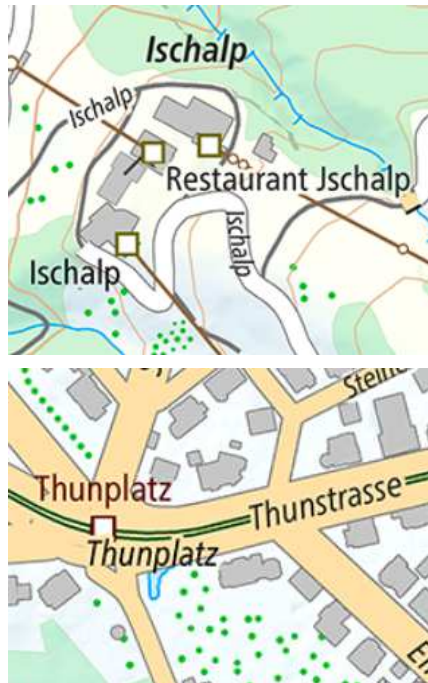 Ischalp
Ischalp
Restaurant Jschalp
Ischalp
Ischalp
Thunplatz
Thunstrasse
Thunplatz